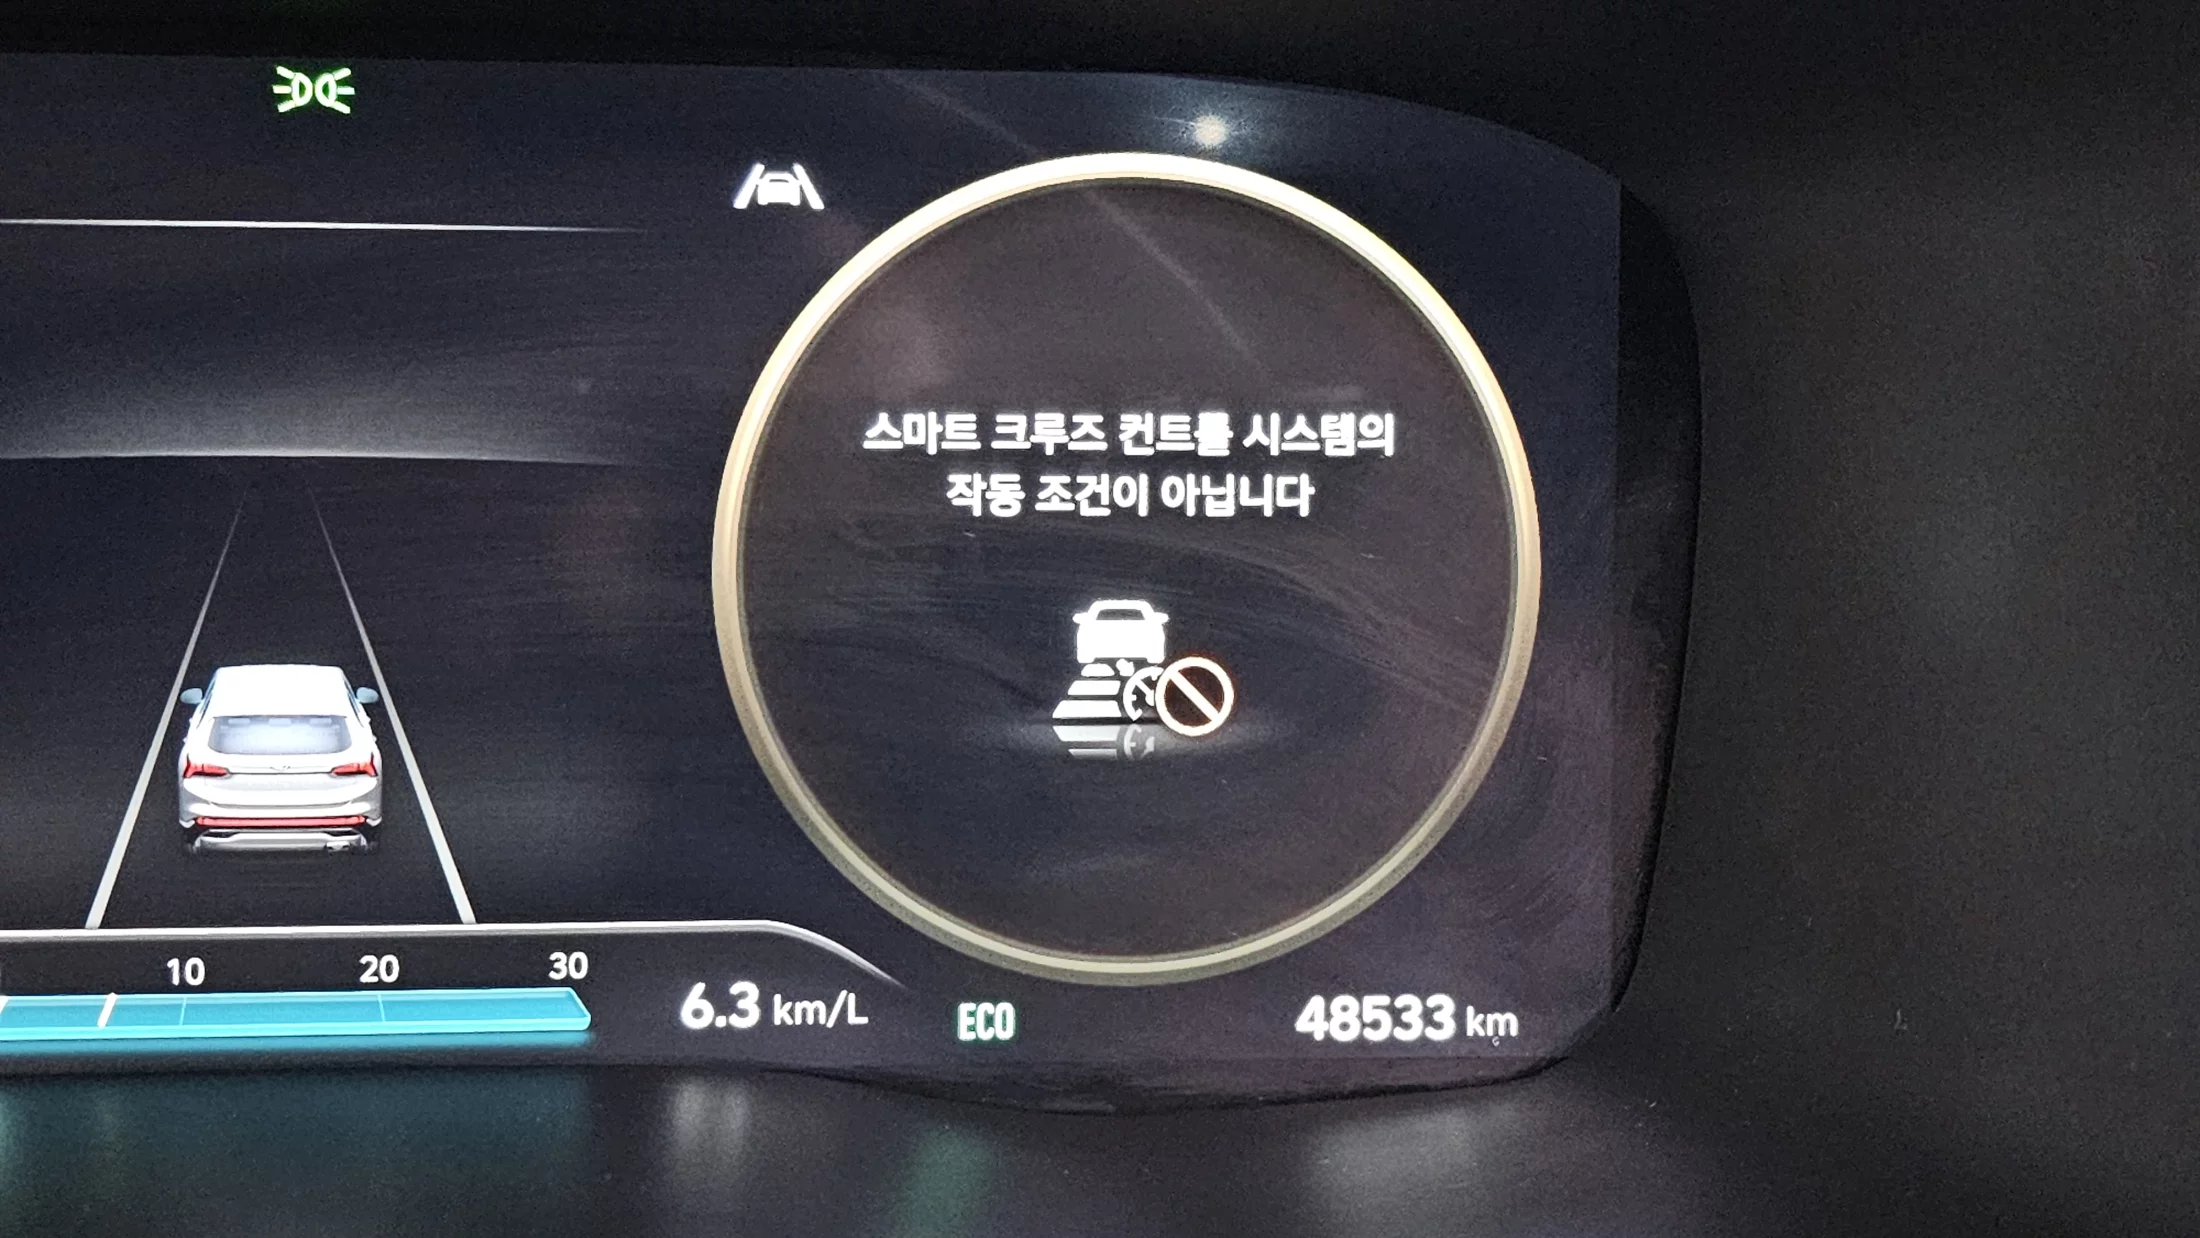 스마트 크루즈 컨트롤 시스템의
작동 조건이 아닙니다
10 20 30
6.3 km/L
ECO
48533 km